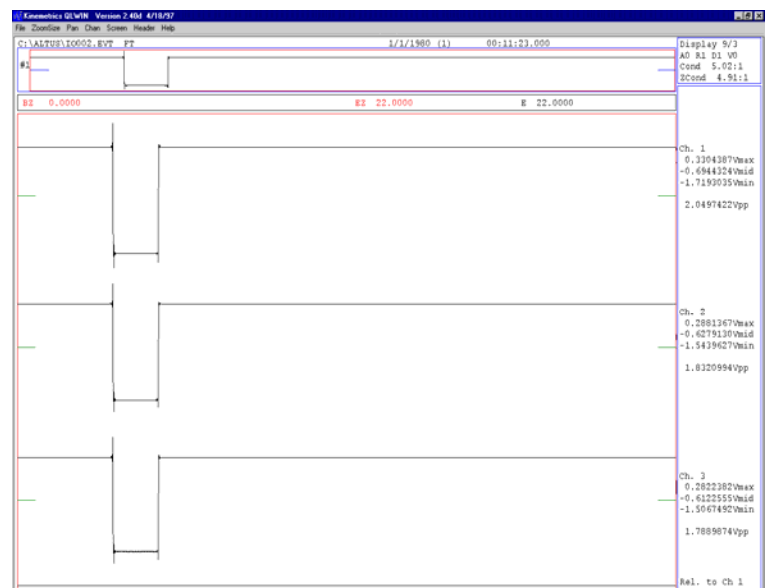 Kinemetrics QLWIN Version 2.40d 4/18/97
File ZoomSize Pan Chan Screen Header Help
C:\ALTUS\IO002.EVT FT 1/1/1980 (1) 00:11:23.000
Display 9/3
A0 R1 D1 V0
Cond 5.02:1
ZCond 4.91:1
#1
BZ 0.0000 EZ 22.0000 E 22.0000
Ch. 1
0.3304387Vmax
-0.6944324Vmid
-1.7193035Vmin
2.0497422Vpp
Ch. 2
0.2881367Vmax
-0.6279130Vmid
-1.5439627Vmin
1.8320994Vpp
Ch. 3
0.2822382Vmax
-0.6122555Vmid
-1.5067492Vmin
1.7889874Vpp
Rel. to Ch 1